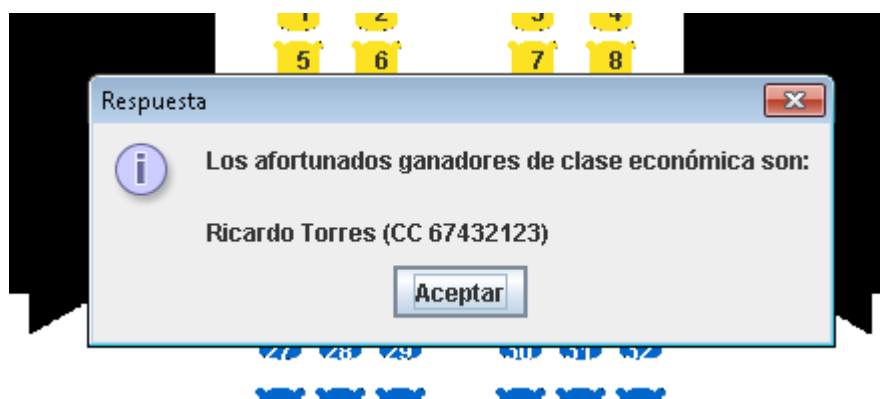 1 2 3 4
5 6 7 8
Respuesta
Los afortunados ganadores de clase económica son:
Ricardo Torres (CC 67432123)
Aceptar
27 28 29 30 31 32